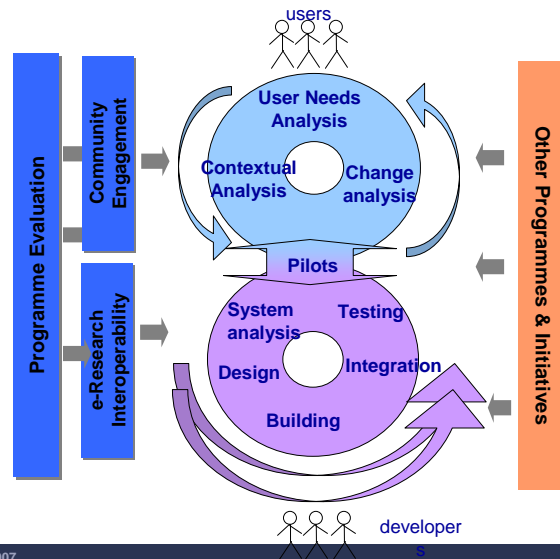 users
Programme Evaluation
Community
Engagement
e-Research
Interoperability
User Needs
Analysis
Contextual
Analysis
Change
analysis
Pilots
System
analysis
Testing
Design
Integration
Building
Other Programmes & Initiatives
developer
s
007